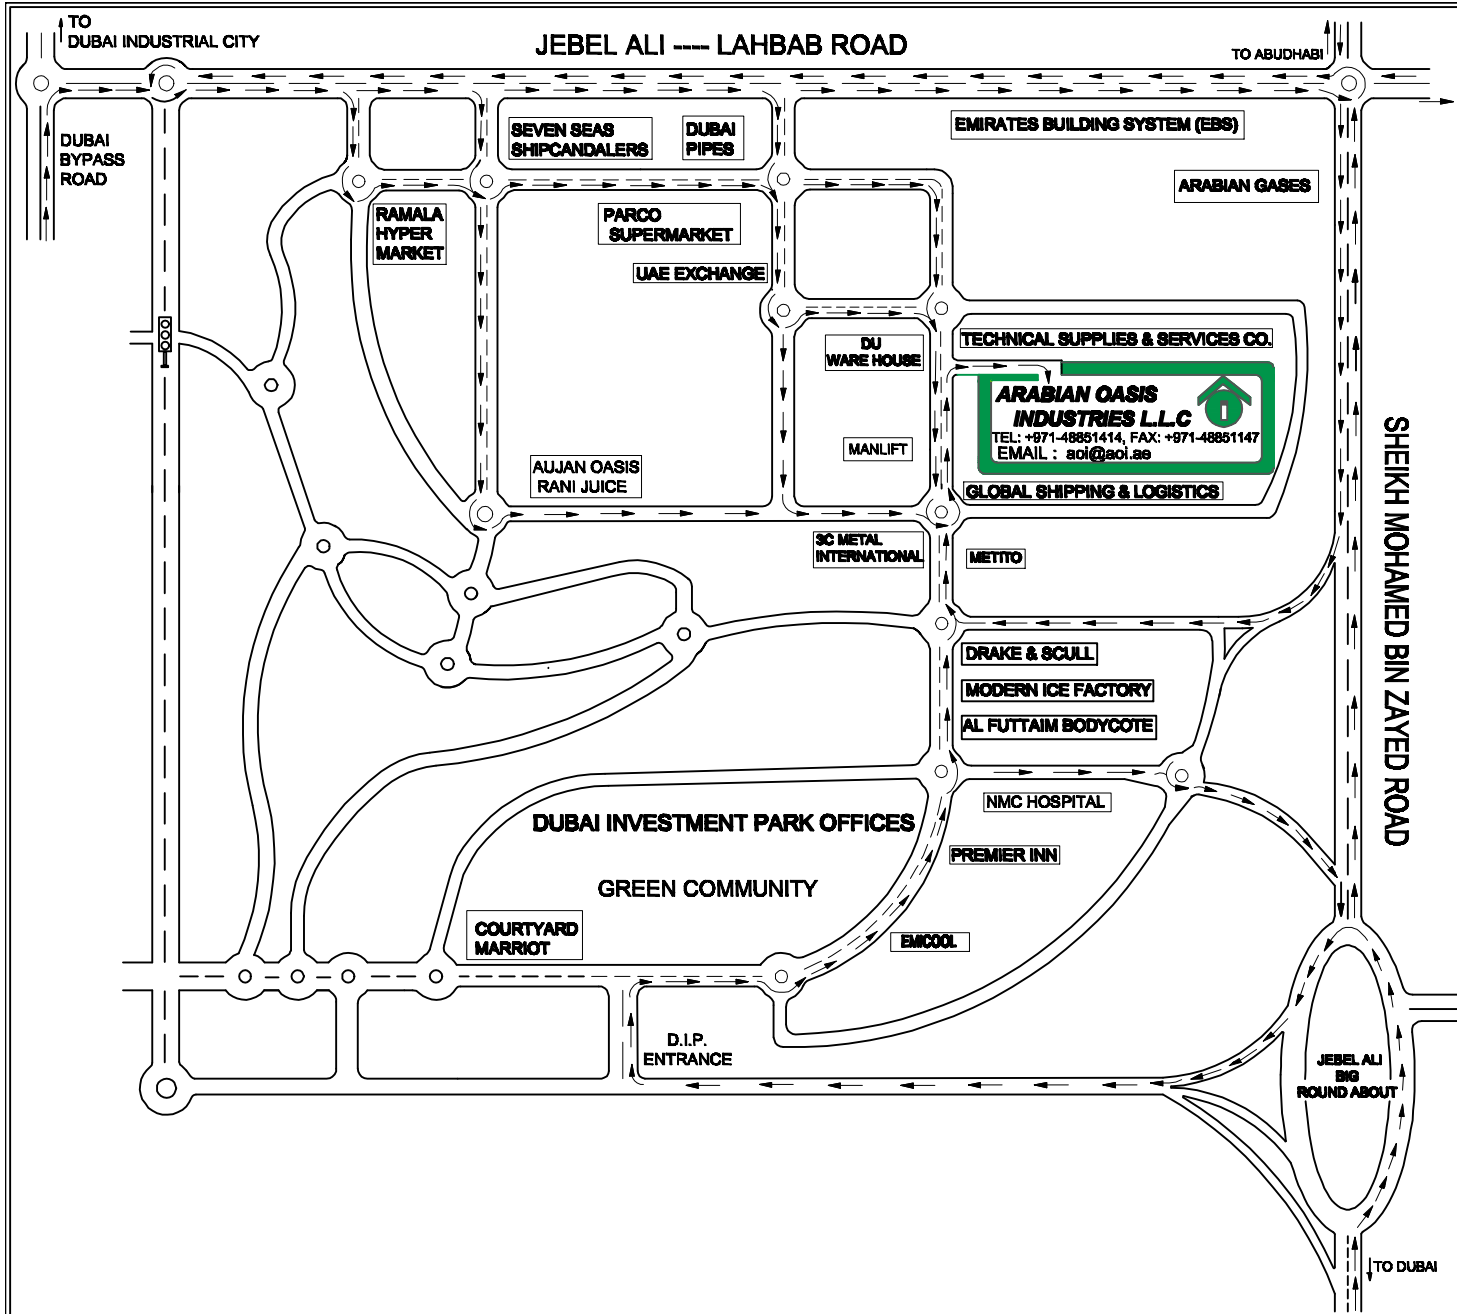 TO
DUBAI INDUSTRIAL CITY
JEBEL ALI ---- LAHBAB ROAD
TO ABUDHABI
DUBAI
BYPASS
ROAD
SEVEN SEAS
SHIPCANDALERS
DUBAI
PIPES
EMIRATES BUILDING SYSTEM (EBS)
ARABIAN GASES
RAMALA
HYPER
MARKET
PARCO
SUPERMARKET
UAE EXCHANGE
DU
WARE HOUSE
TECHNICAL SUPPLIES & SERVICES CO.
ARABIAN OASIS
INDUSTRIES L.L.C
TEL: +971-48851414, FAX: +971-48851147
EMAIL : aoi@aoi.ae
MANLIFT
AUJAN OASIS
RANI JUICE
GLOBAL SHIPPING & LOGISTICS
3C METAL
INTERNATIONAL
METITO
SHEIKH MOHAMED BIN ZAYED ROAD
DRAKE & SCULL
MODERN ICE FACTORY
AL FUTTAIM BODYCOTE
NMC HOSPITAL
DUBAI INVESTMENT PARK OFFICES
PREMIER INN
GREEN COMMUNITY
COURTYARD
MARRIOT
EMICOOL
D.I.P.
ENTRANCE
JEBEL ALI
BIG
ROUND ABOUT
TO DUBAI